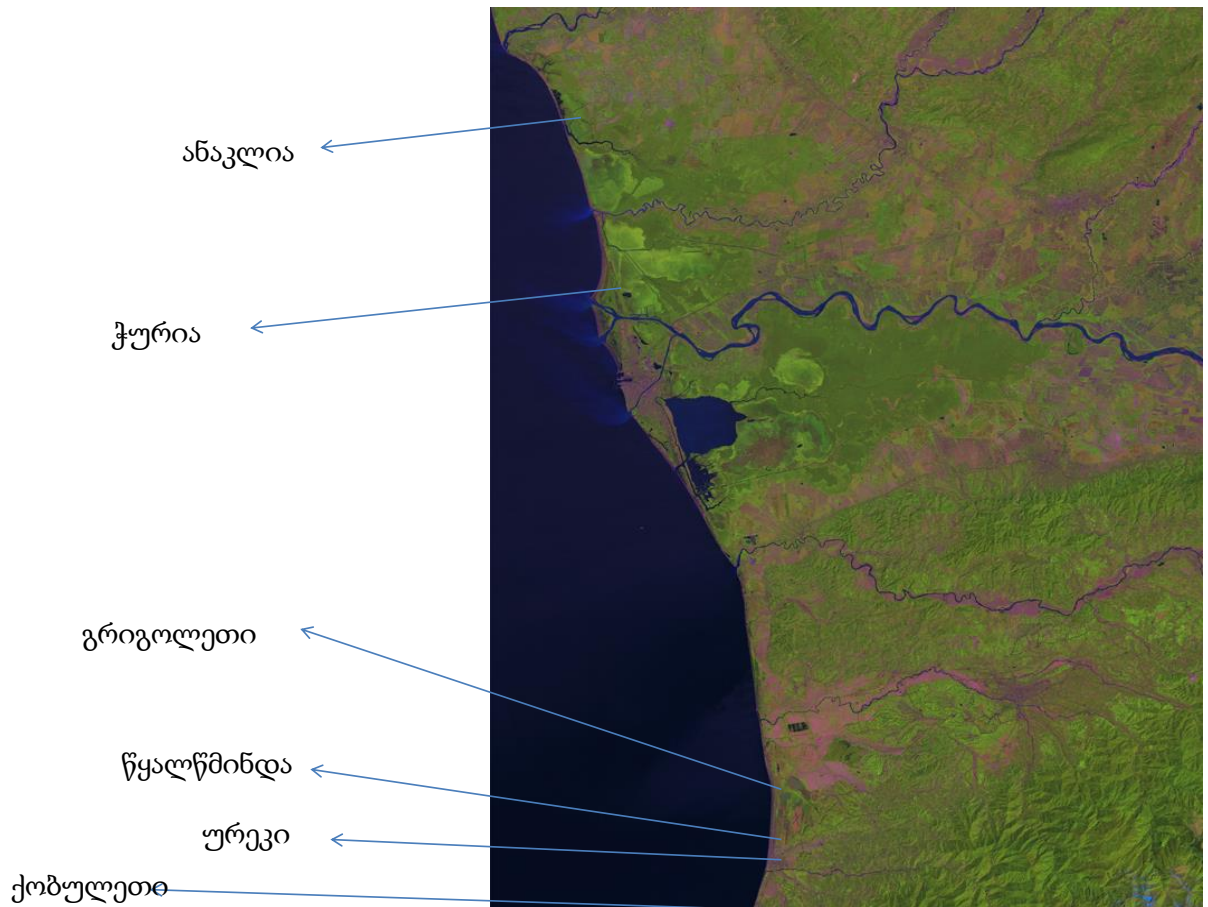 ანაკლია
ჭურია
გრიგოლეთი
წყალწმინდა
ურეკი
ქობულეთი